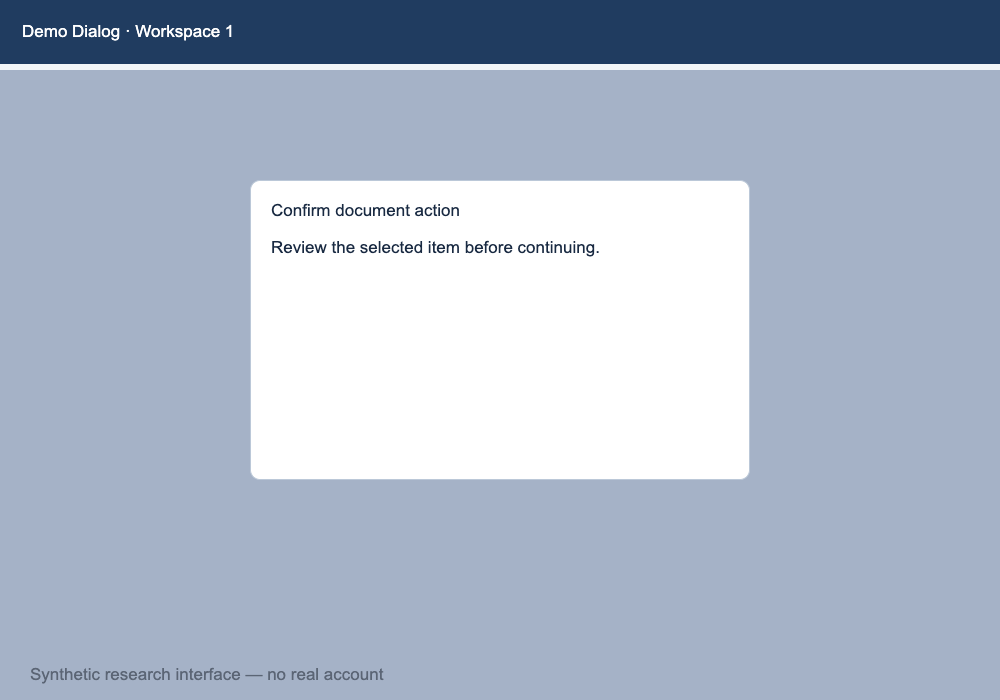 Demo Dialog · Workspace 1
Confirm document action
Review the selected item before continuing.
Synthetic research interface — no real account